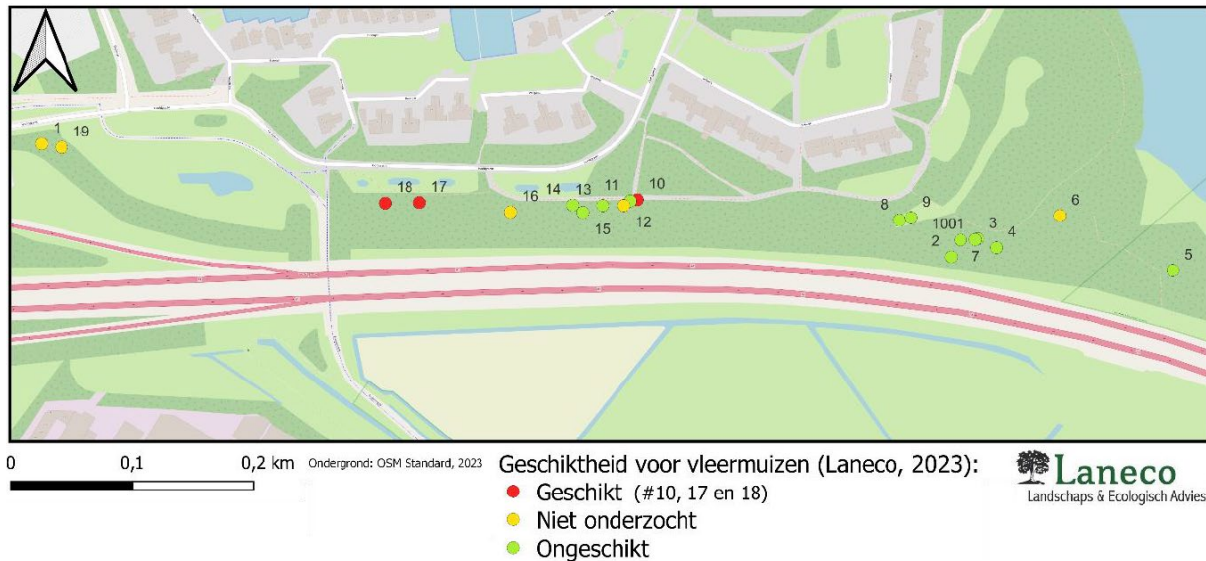 1 19
18 17
16 14 13 11 10
15 12
8 9
1001 3 6
2 7 4
5
0 0,1 0,2 km
Ondergrond: OSM Standard, 2023
Geschiktheid voor vleermuizen (Laneco, 2023):
Geschikt (#10, 17 en 18)
Niet onderzocht
Ongeschikt
Laneco
Landschaps & Ecologisch Advies